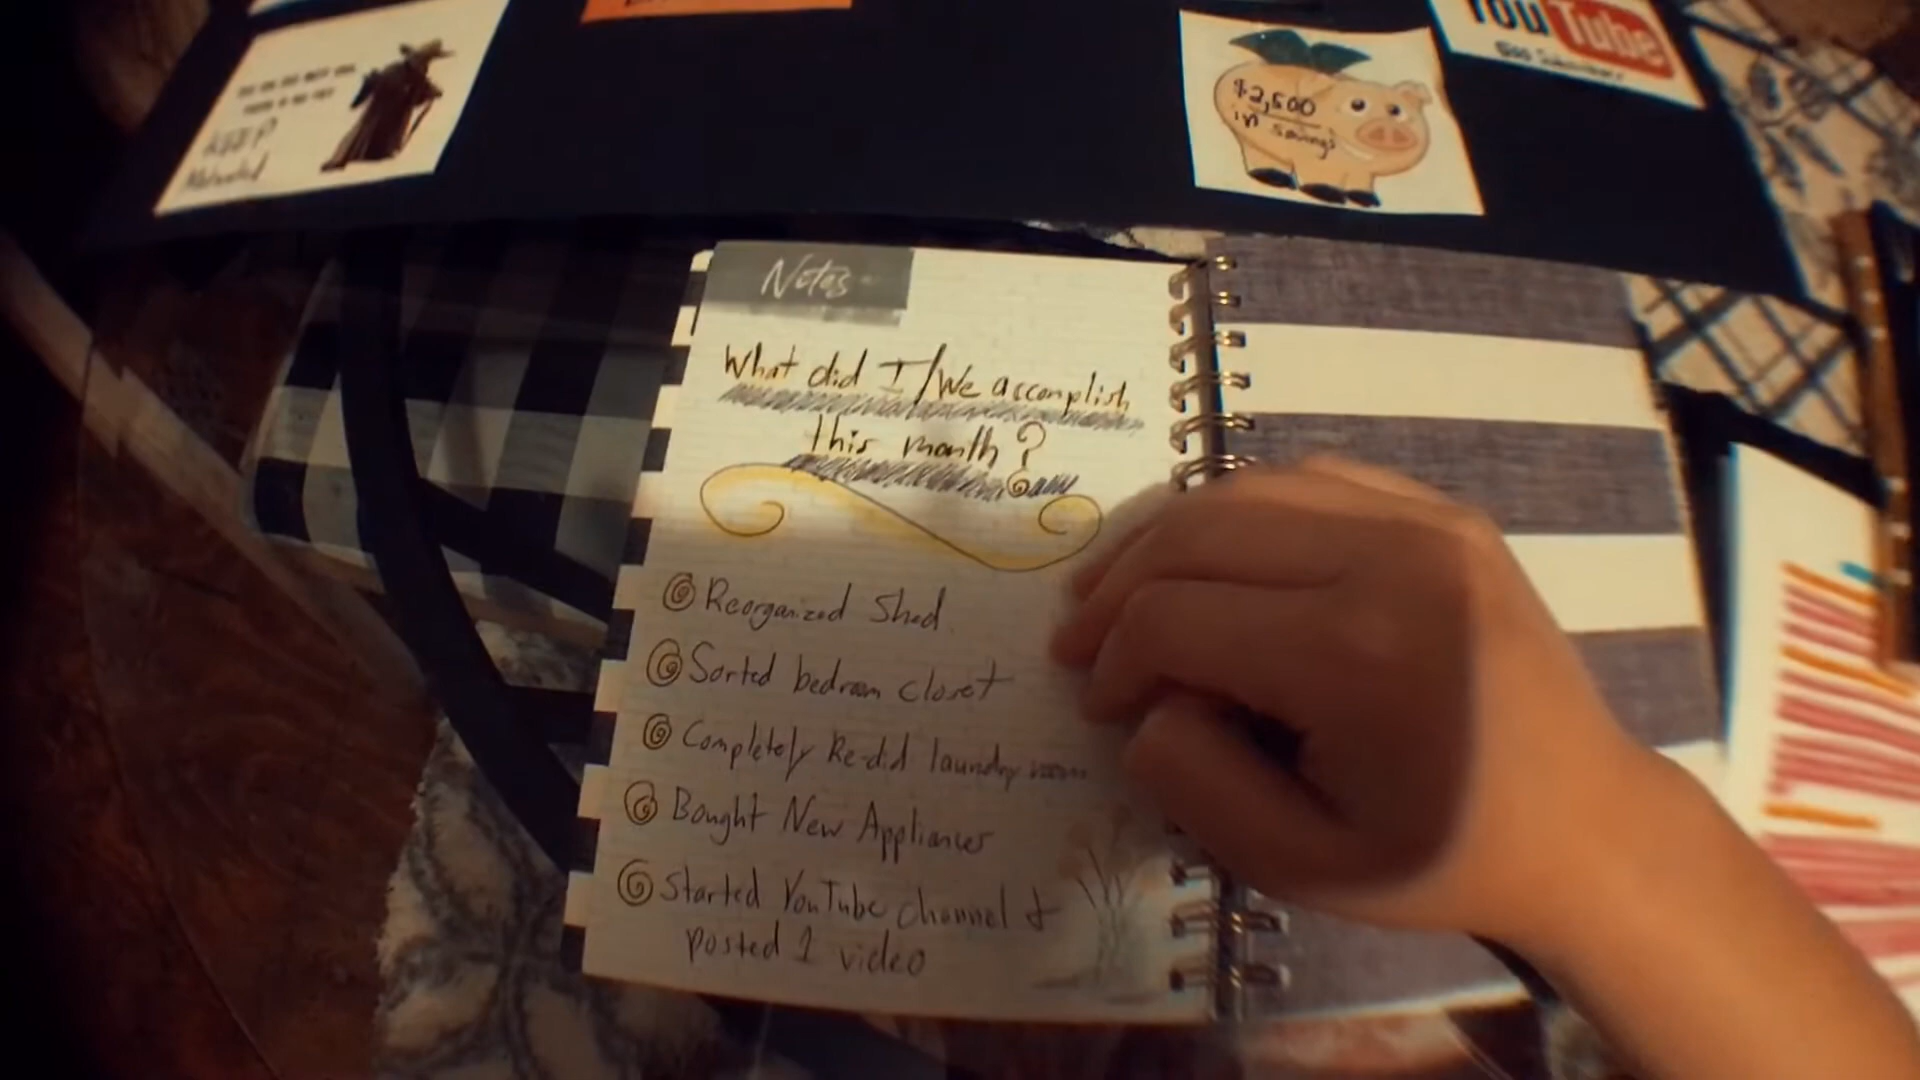 YouTube
$2,500
in savings
Notes
What did I/We accomplish
this month?
Reorganized Shed
Sorted bedroom closet
Completely Re-did laundry room
Bought New Appliances
Started YouTube channel &
posted 1 video